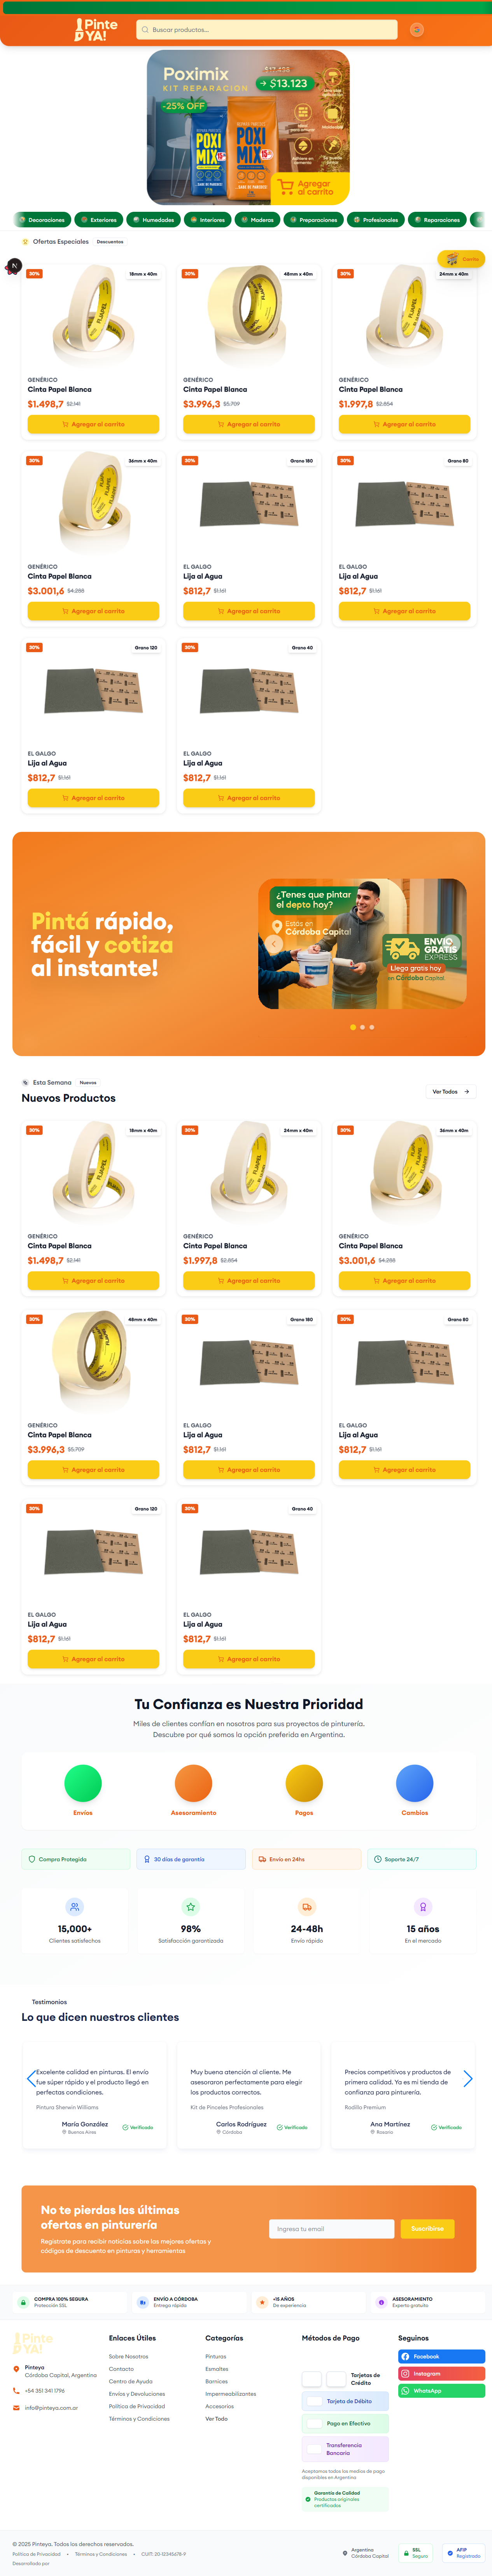 Pinte
YA!
Buscar productos...
Poximix
KIT REPARACION
$13.123
-25% OFF
POXI
MIX
POXI
MIX
Agregar
al carrito
Decoraciones
Exteriores
Humedades
Interiores
Maderas
Preparaciones
Profesionales
Reparaciones
Ofertas Especiales
Descuentos
N
Carrito
30%
18mm x 40m
30%
48mm x 40m
30%
24mm x 40m
GENÉRICO
Cinta Papel Blanca
$1.498,7 $2.141
Agregar al carrito
GENÉRICO
Cinta Papel Blanca
$3.996,3 $5.709
Agregar al carrito
GENÉRICO
Cinta Papel Blanca
$1.997,8 $2.854
Agregar al carrito
30%
36mm x 40m
30%
Grano 180
30%
Grano 80
GENÉRICO
Cinta Papel Blanca
$3.001,6 $4.288
Agregar al carrito
EL GALGO
Lija al Agua
$812,7 $1.161
Agregar al carrito
EL GALGO
Lija al Agua
$812,7 $1.161
Agregar al carrito
30%
Grano 120
30%
Grano 40
EL GALGO
Lija al Agua
$812,7 $1.161
Agregar al carrito
EL GALGO
Lija al Agua
$812,7 $1.161
Agregar al carrito
Pintá rápido,
fácil y cotiza
al instante!
¿Tenes que pintar
el depto hoy?
Estás en
Córdoba Capital
ENVIO
GRATIS
EXPRESS
Llega gratis hoy
en Córdoba Capital.
Esta Semana
Nuevos
Nuevos Productos
Ver Todos
30%
18mm x 40m
30%
24mm x 40m
30%
36mm x 40m
GENÉRICO
Cinta Papel Blanca
$1.498,7 $2.141
Agregar al carrito
GENÉRICO
Cinta Papel Blanca
$1.997,8 $2.854
Agregar al carrito
GENÉRICO
Cinta Papel Blanca
$3.001,6 $4.288
Agregar al carrito
30%
48mm x 40m
30%
Grano 180
30%
Grano 80
GENÉRICO
Cinta Papel Blanca
$3.996,3 $5.709
Agregar al carrito
EL GALGO
Lija al Agua
$812,7 $1.161
Agregar al carrito
EL GALGO
Lija al Agua
$812,7 $1.161
Agregar al carrito
30%
Grano 120
30%
Grano 40
EL GALGO
Lija al Agua
$812,7 $1.161
Agregar al carrito
EL GALGO
Lija al Agua
$812,7 $1.161
Agregar al carrito
Tu Confianza es Nuestra Prioridad
Miles de clientes confían en nosotros para sus proyectos de pinturería.
Descubre por qué somos la opción preferida en Argentina.
Envíos
Asesoramiento
Pagos
Cambios
Compra Protegida
30 días de garantía
Envío en 24hs
Soporte 24/7
15,000+
Clientes satisfechos
98%
Satisfacción garantizada
24-48h
Envío rápido
15 años
En el mercado
Testimonios
Lo que dicen nuestros clientes
Excelente calidad en pinturas. El envío
fue súper rápido y el producto llegó en
perfectas condiciones.
Pintura Sherwin Williams
María González
Buenos Aires
Verificado
Muy buena atención al cliente. Me
asesoraron perfectamente para elegir
los productos correctos.
Kit de Pinceles Profesionales
Carlos Rodríguez
Córdoba
Verificado
Precios competitivos y productos de
primera calidad. Ya es mi tienda de
confianza para pinturería.
Rodillo Premium
Ana Martínez
Rosario
Verificado
No te pierdas las últimas
ofertas en pinturería
Regístrate para recibir noticias sobre las mejores ofertas y
códigos de descuento en pinturas y herramientas
Ingresa tu email
Suscribirse
COMPRA 100% SEGURA
Protección SSL
ENVÍO A CÓRDOBA
Entrega rápida
+15 AÑOS
De experiencia
ASESORAMIENTO
Experto gratuito
Pinte
YA!
Pinteya
Córdoba Capital, Argentina
+54 351 341 1796
info@pinteya.com.ar
Enlaces Útiles
Sobre Nosotros
Contacto
Centro de Ayuda
Envíos y Devoluciones
Política de Privacidad
Términos y Condiciones
Categorías
Pinturas
Esmaltes
Barnices
Impermeabilizantes
Accesorios
Ver Todo
Métodos de Pago
Tarjetas de
Crédito
Tarjeta de Débito
Pago en Efectivo
Transferencia
Bancaria
Aceptamos todos los medios de pago
disponibles en Argentina
Garantía de Calidad
Productos originales
certificados
Seguinos
Facebook
Instagram
WhatsApp
© 2025 Pinteya. Todos los derechos reservados.
Política de Privacidad • Términos y Condiciones • CUIT: 20-12345678-9
Desarrollado por
Argentina
Córdoba Capital
SSL
Seguro
AFIP
Registrado